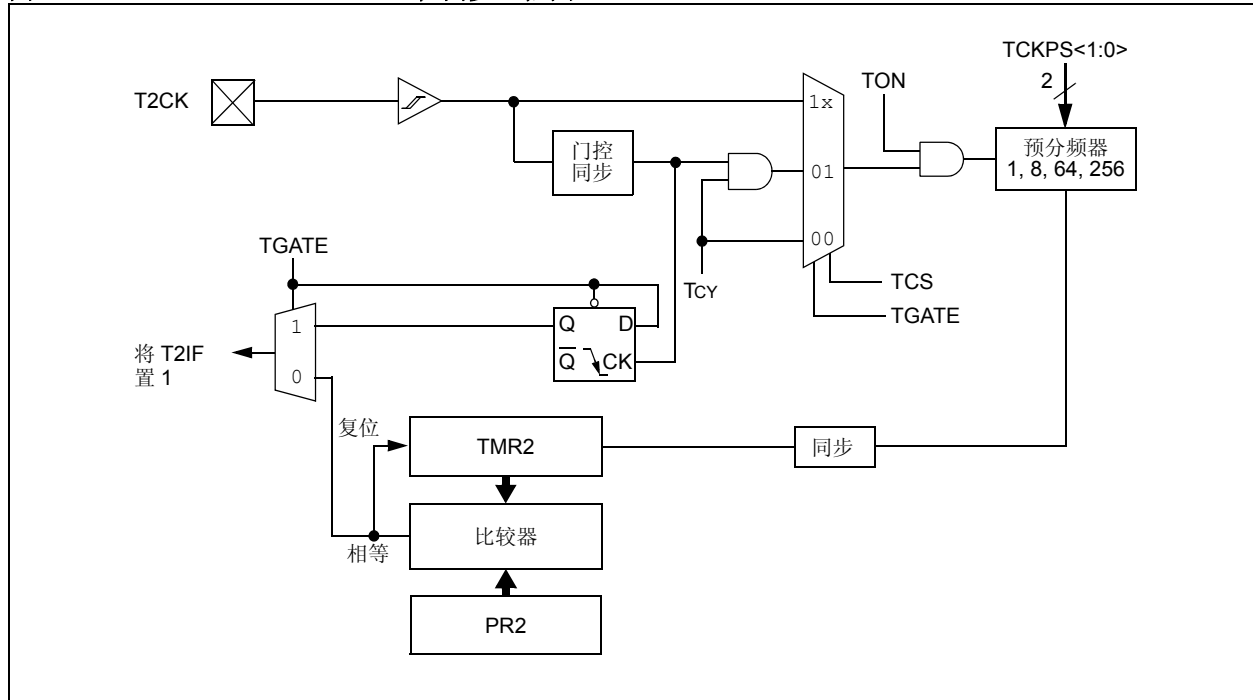 TCKPS<1:0>
2
TON
T2CK
1x
门控
同步
01
预分频器
1, 8, 64, 256
00
TGATE
TCY
TCS
TGATE
1
Q
D
将 T2IF
置 1
0
Q
CK
复位
TMR2
同步
比较器
相等
PR2